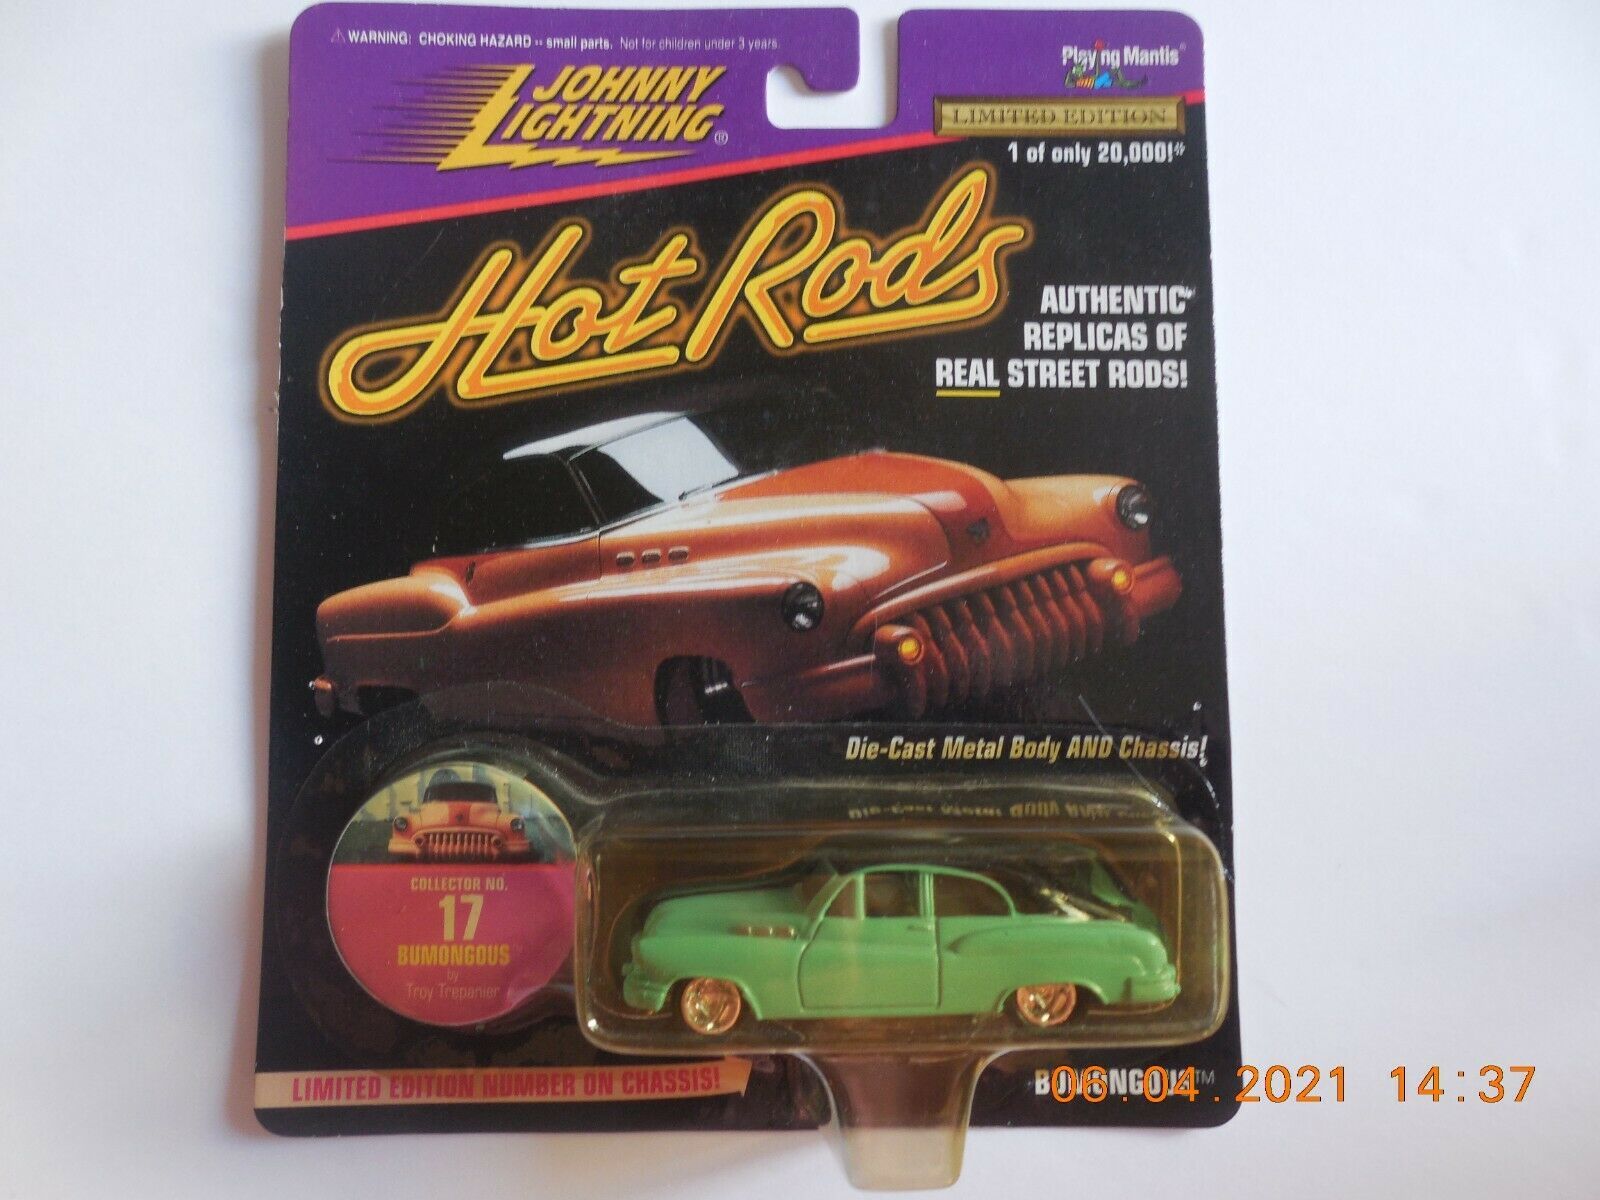 ⚠ WARNING: CHOKING HAZARD -- small parts. Not for children under 3 years.
JOHNNY
LIGHTNING®
Playing Mantis®
LIMITED EDITION
1 of only 20,000!*
Hot Rods
AUTHENTIC
REPLICAS OF
REAL STREET RODS!
Die-Cast Metal Body AND Chassis!
COLLECTOR NO.
17
BUMONGOUS™
by
Troy Trepanier
LIMITED EDITION NUMBER ON CHASSIS!
BUMONGOUS™
06.04.2021 14:37